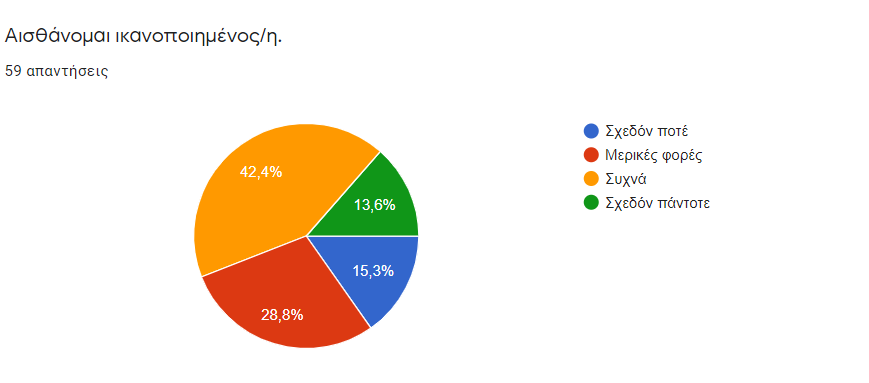 Αισθάνομαι ικανοποιημένος/η.
59 απαντήσεις
42,4%
13,6%
15,3%
28,8%
Σχεδόν ποτέ
Μερικές φορές
Συχνά
Σχεδόν πάντοτε